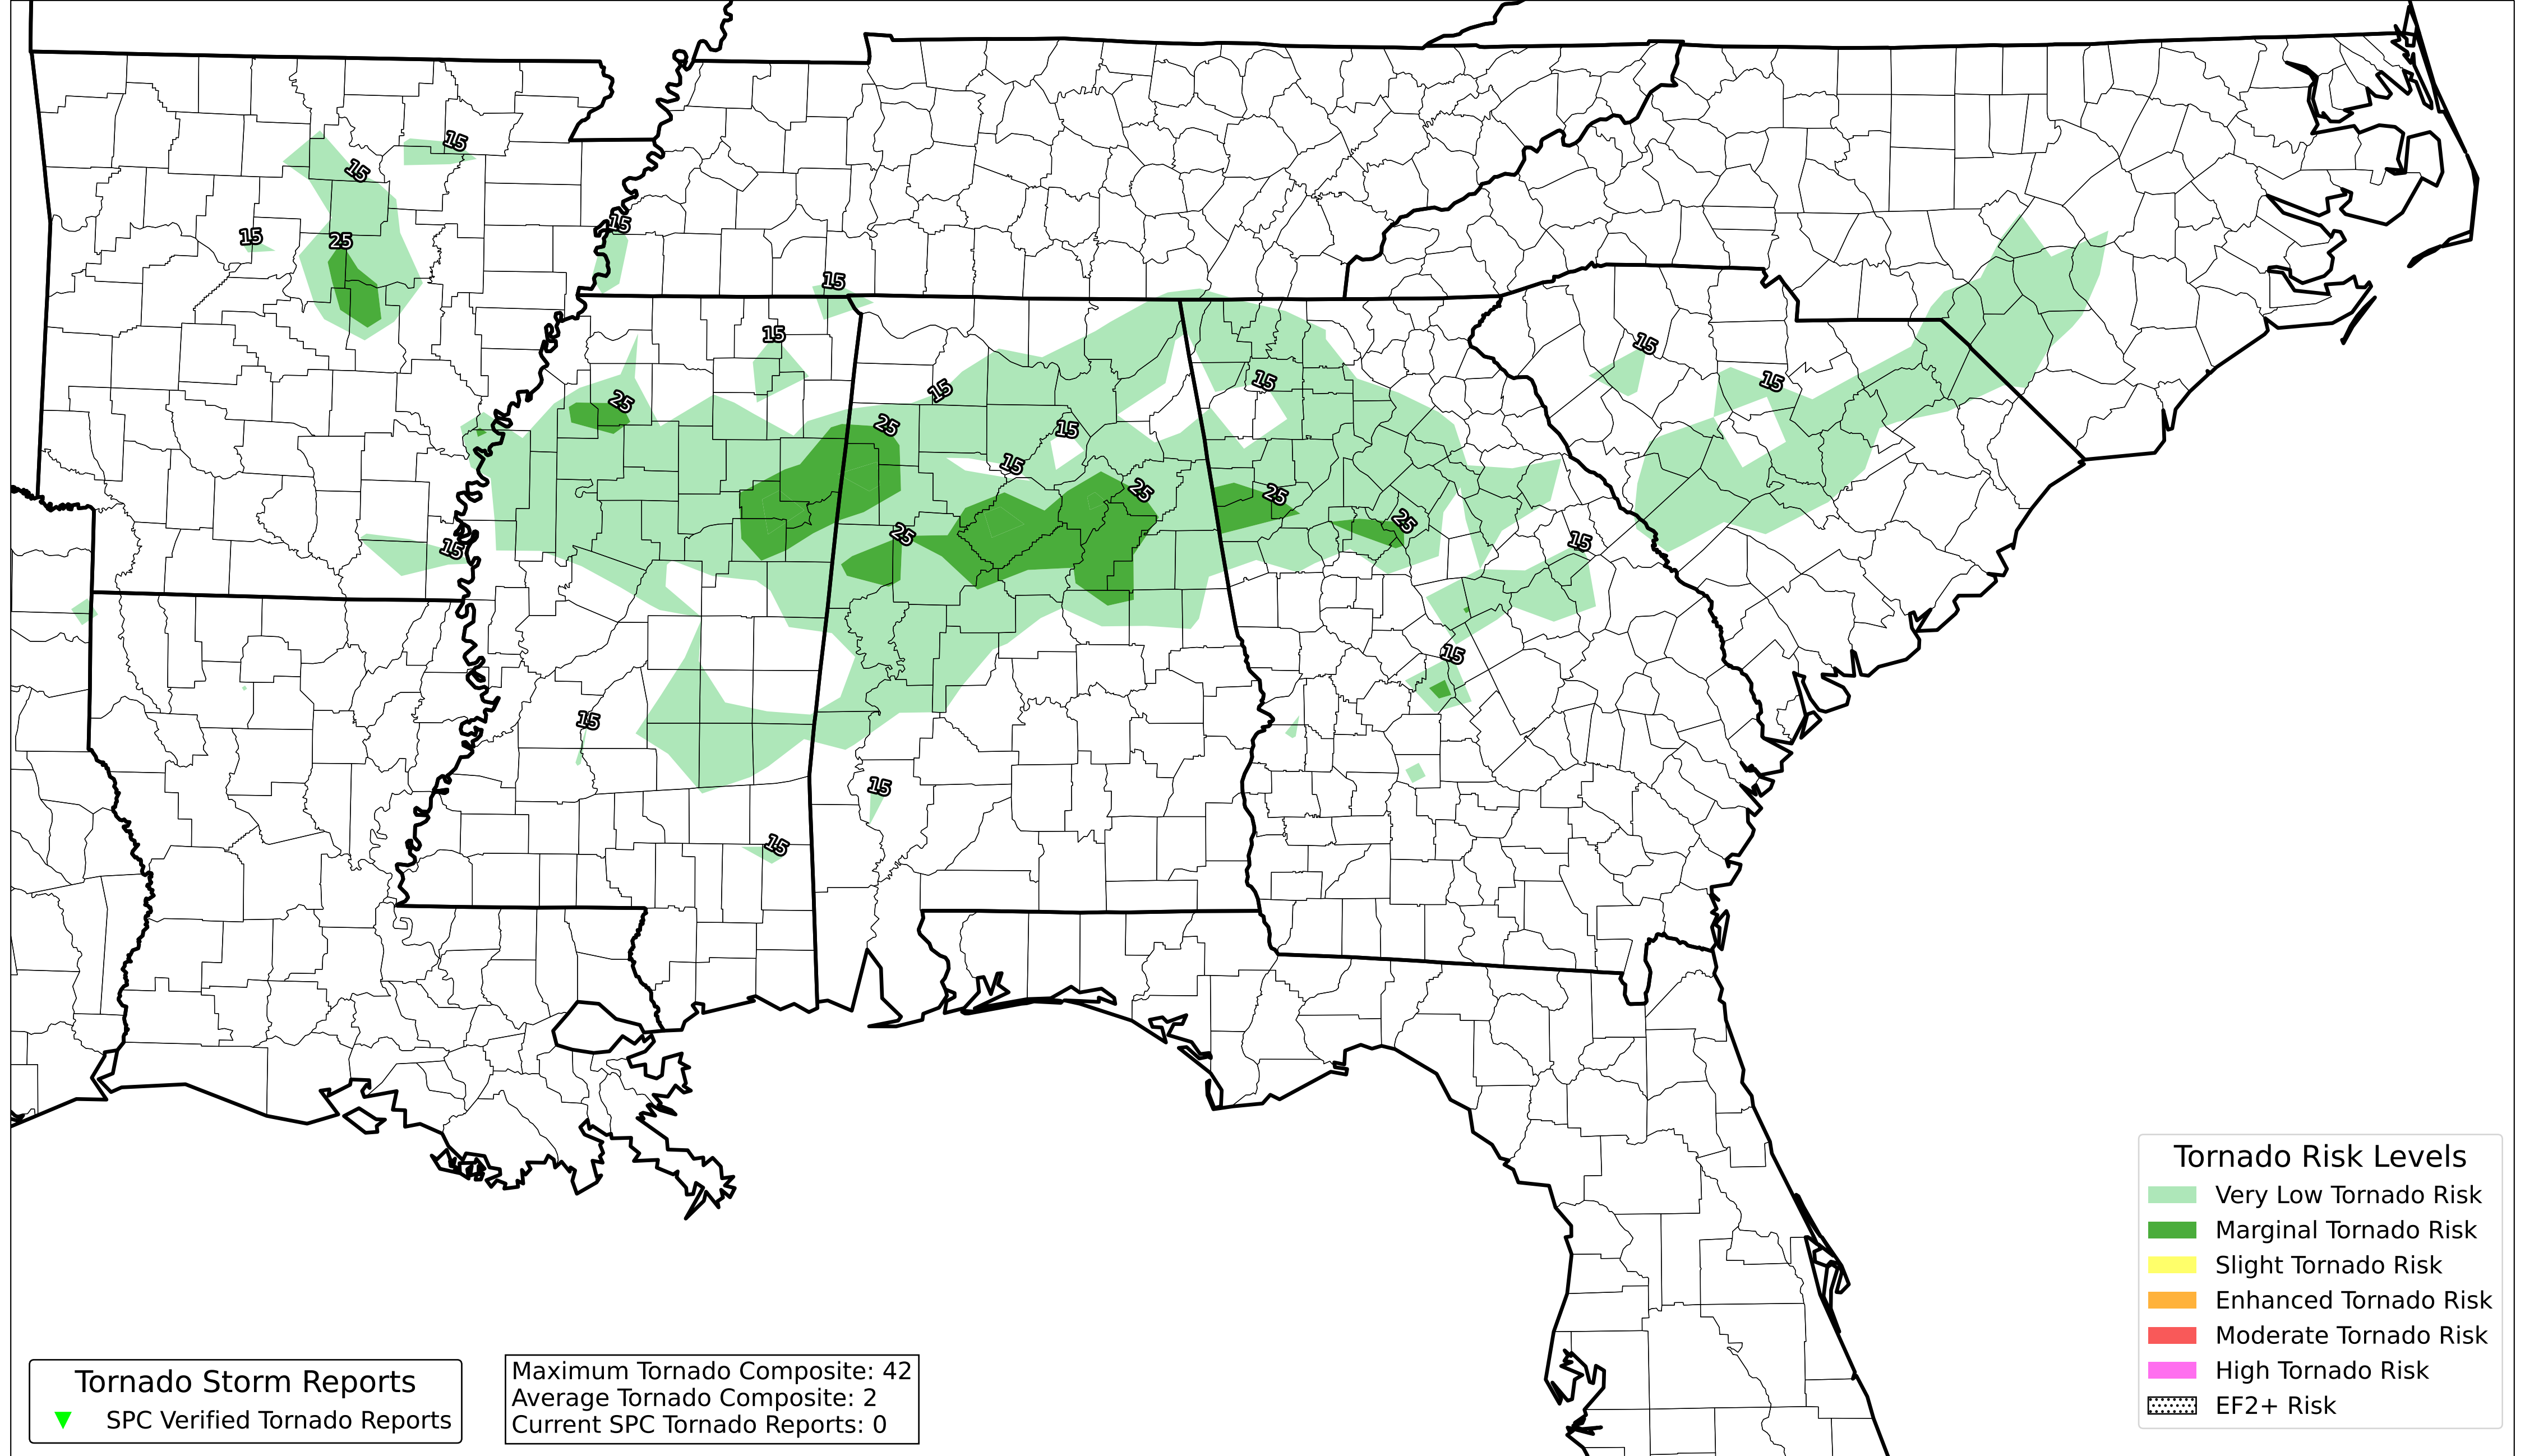 15
15
15
25
15
15
15
25
15
25
15
15
25
25
15
25
25
25
15
15
15
15
15
15
15
15
Tornado Risk Levels
Very Low Tornado Risk
Marginal Tornado Risk
Slight Tornado Risk
Enhanced Tornado Risk
Moderate Tornado Risk
High Tornado Risk
EF2+ Risk
Tornado Storm Reports
SPC Verified Tornado Reports
Maximum Tornado Composite: 42
Average Tornado Composite: 2
Current SPC Tornado Reports: 0